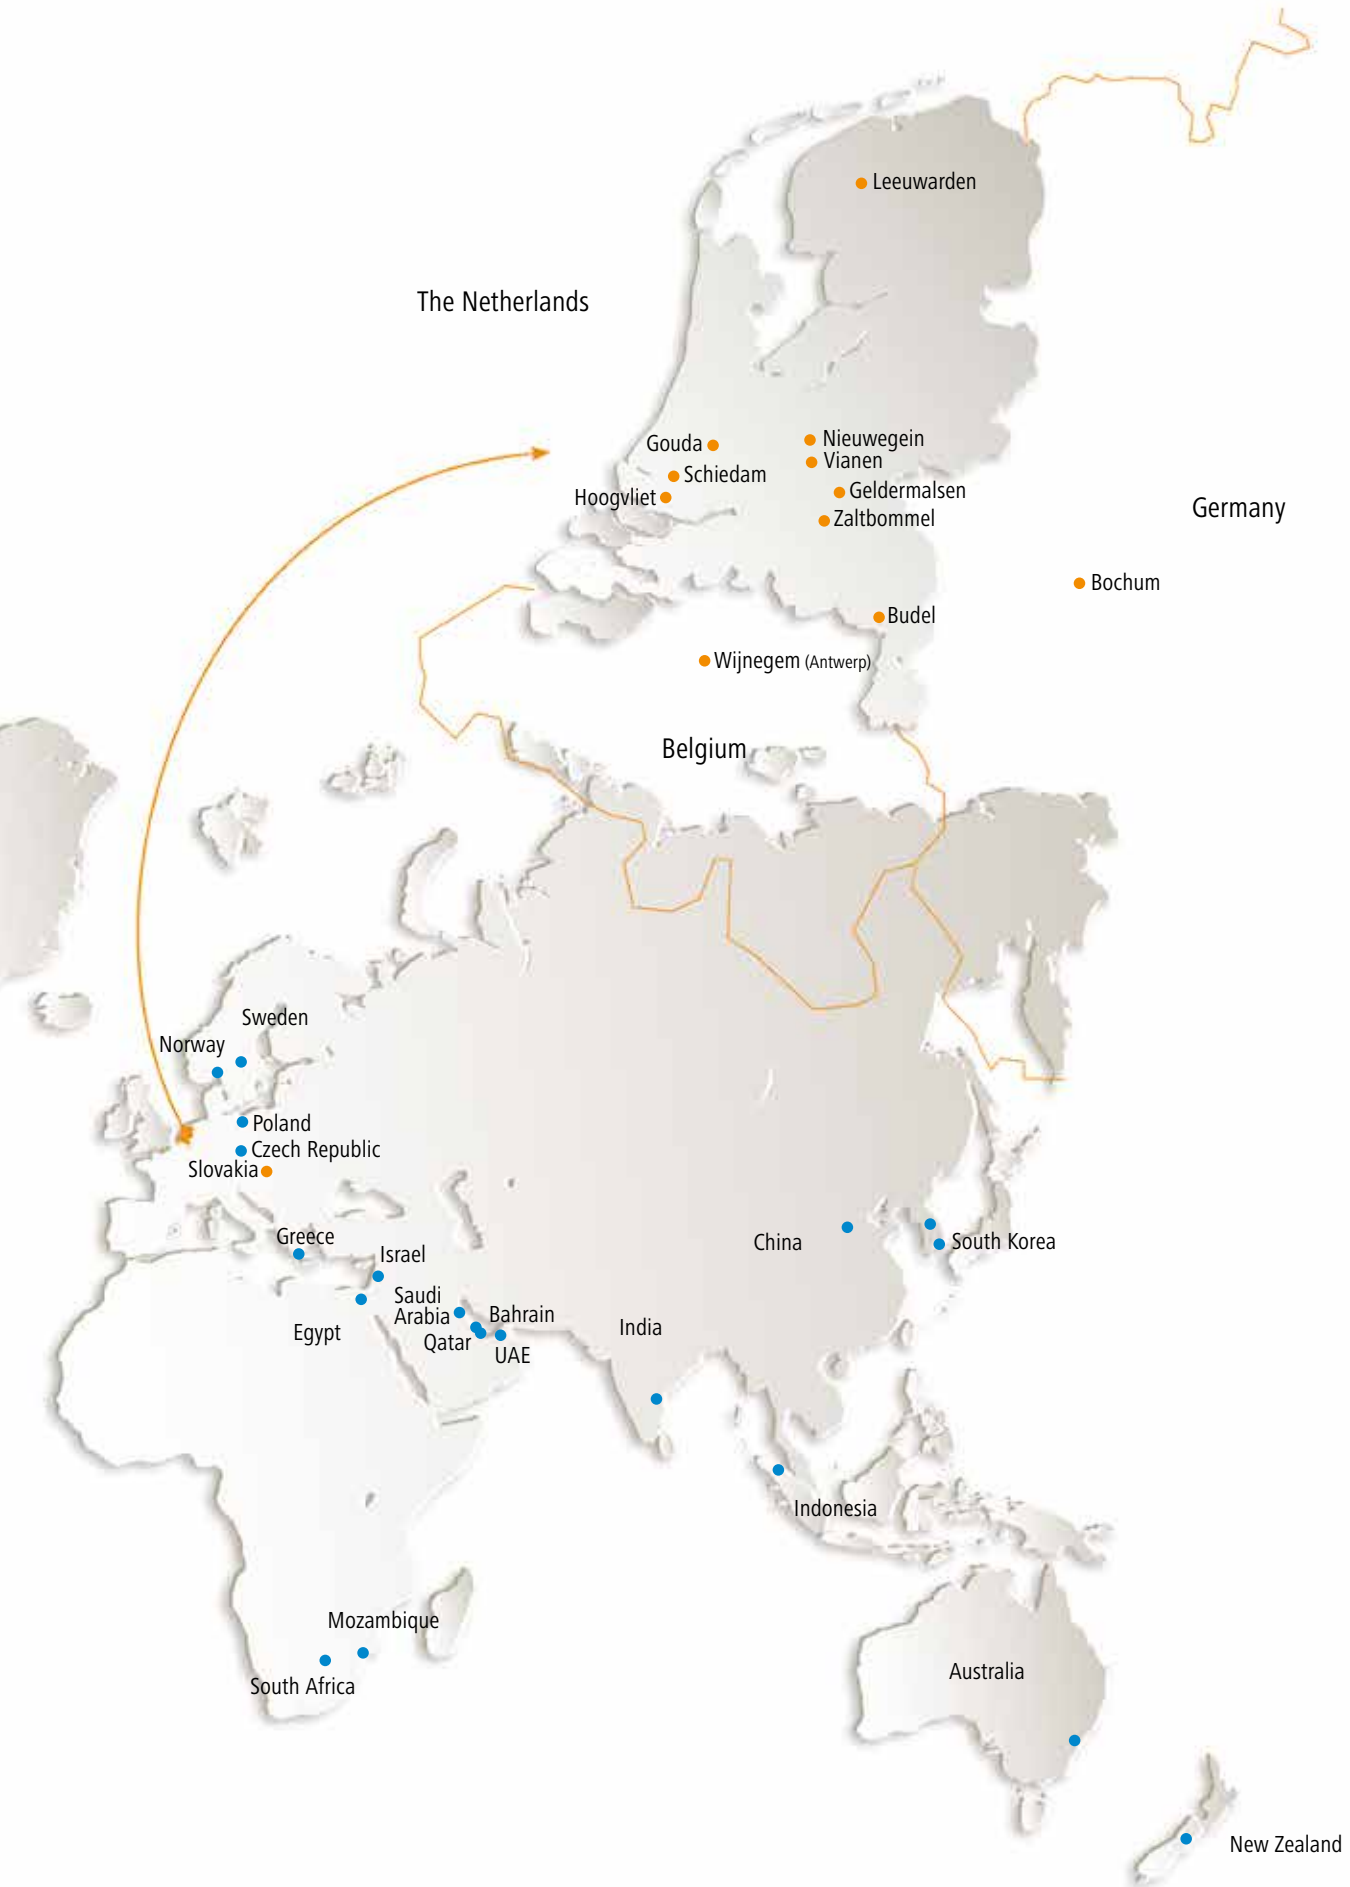 Leeuwarden
The Netherlands
Nieuwegein
Gouda
Vianen
Schiedam
Geldermalsen
Hoogvliet
Zaltbommel
Germany
Bochum
Budel
Wijnegem (Antwerp)
Belgium
Sweden
Norway
Poland
Czech Republic
Slovakia
Greece
Israel
China
South Korea
Saudi
Arabia
Bahrain
Qatar
UAE
Egypt
India
Indonesia
Mozambique
South Africa
Australia
New Zealand